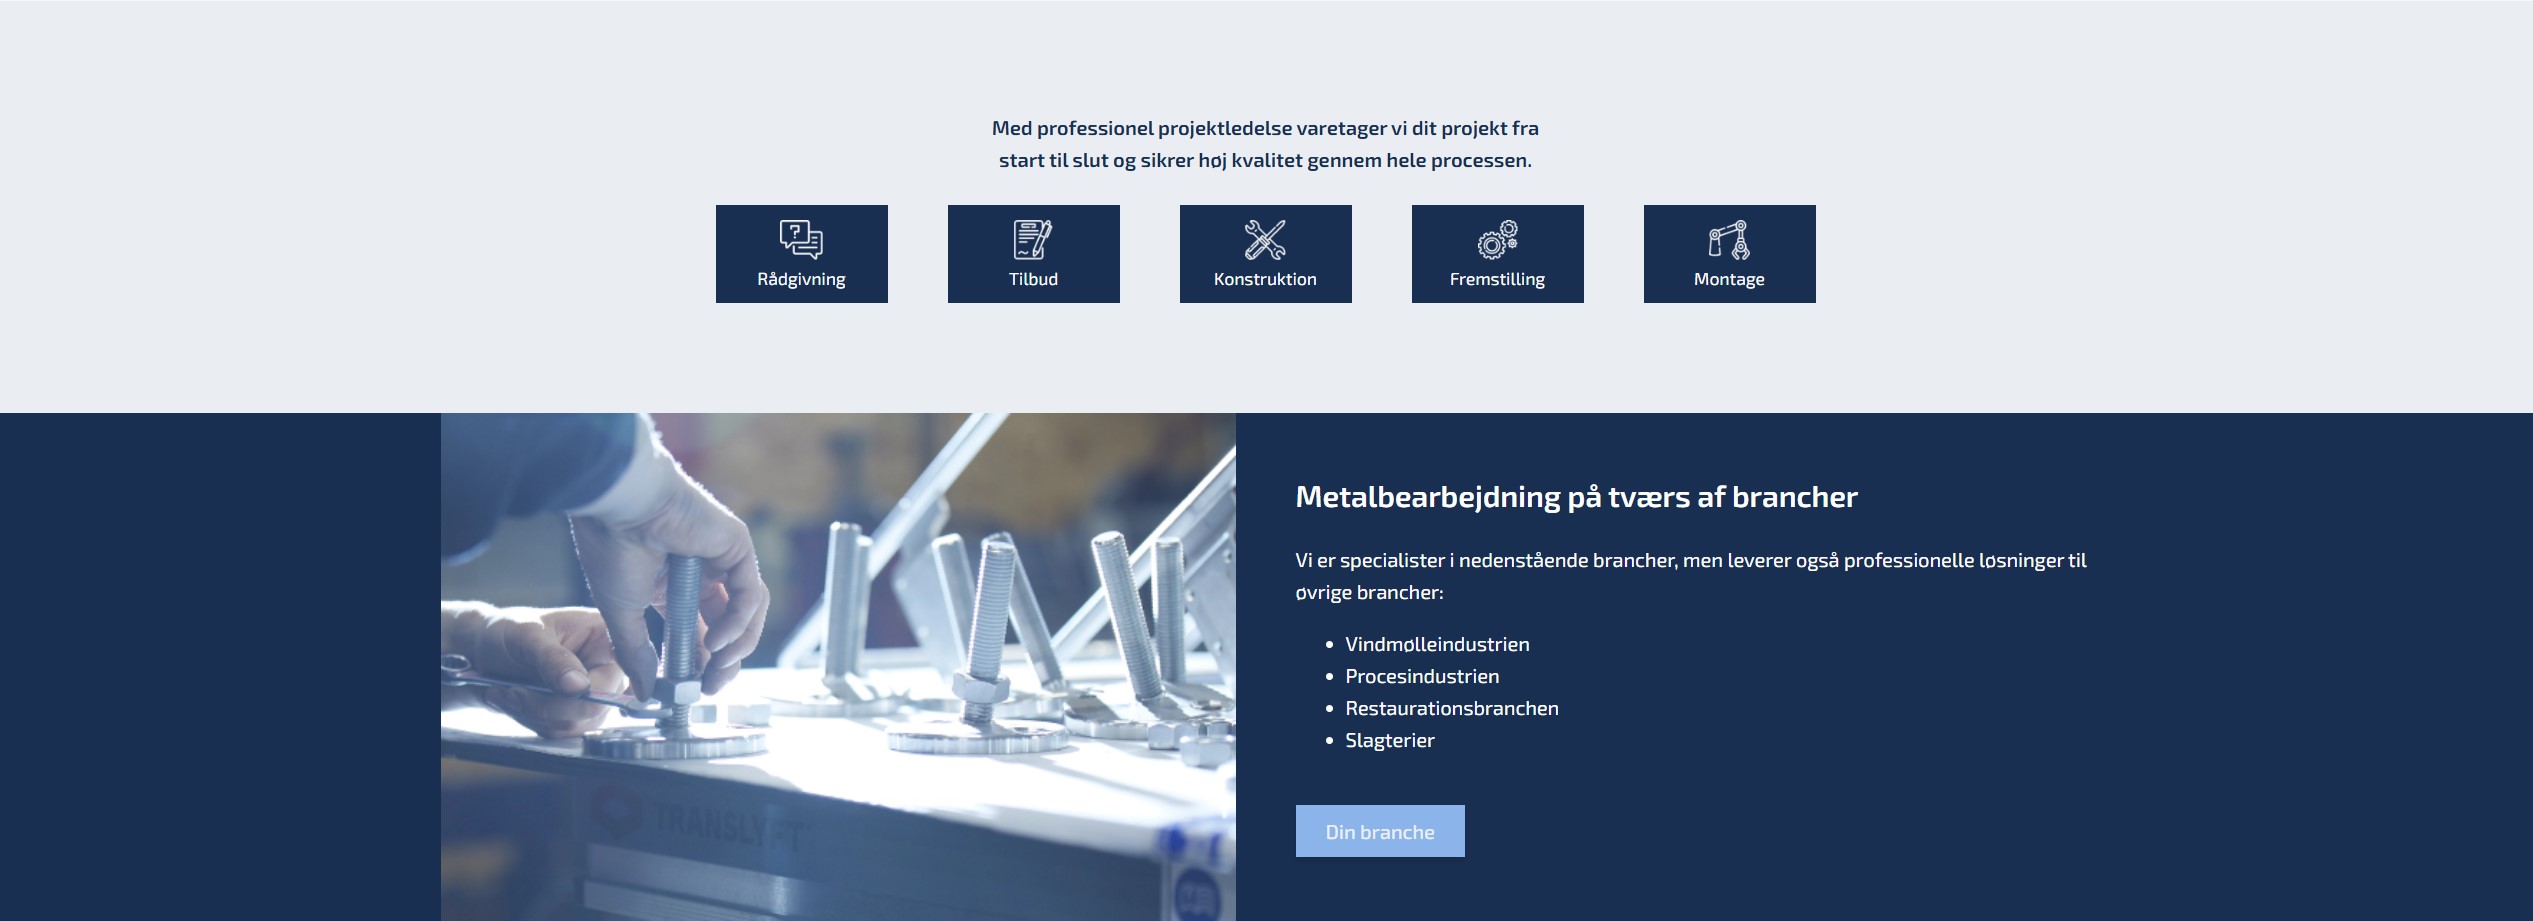 Med professionel projektledelse varetager vi dit projekt fra
start til slut og sikrer høj kvalitet gennem hele processen.
Rådgivning
Tilbud
Konstruktion
Fremstilling
Montage
Metalbearbejdning på tværs af brancher
Vi er specialister i nedenstående brancher, men leverer også professionelle løsninger til
øvrige brancher:
Vindmølleindustrien
Procesindustrien
Restaurationsbranchen
Slagterier
Din branche
TRANSLYFT